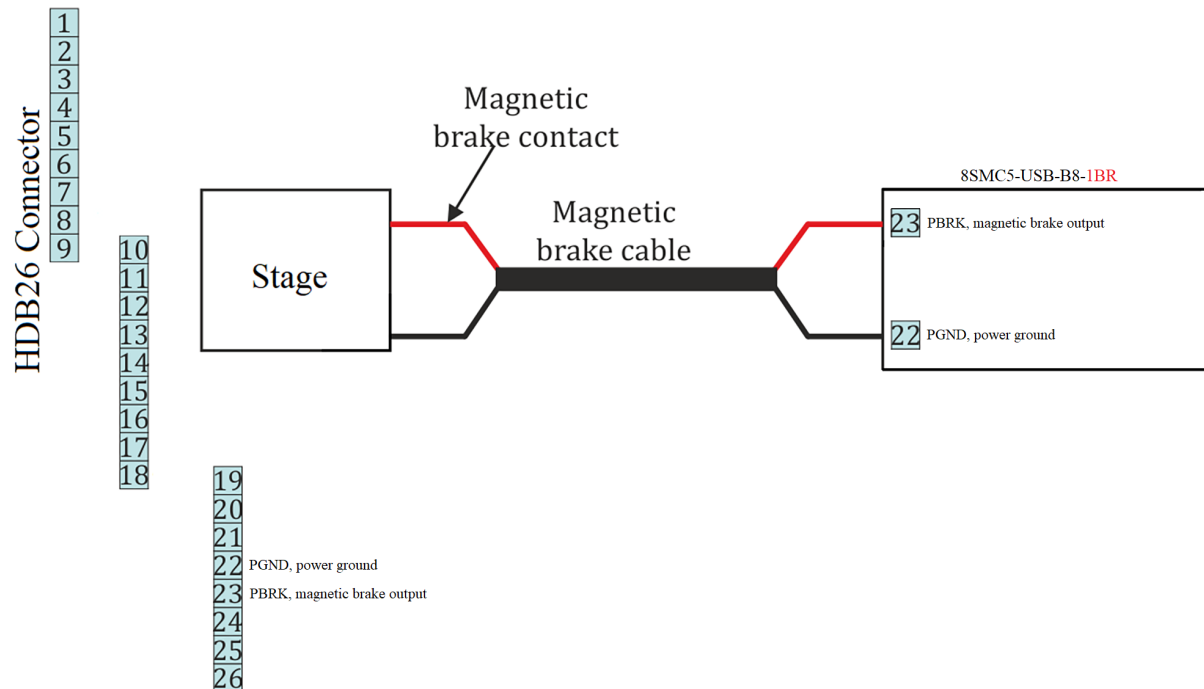 HDB26 Connector
1
2
3
4
5
6
7
8
9
10
11
12
13
14
15
16
17
18
19
20
21
22 PGND, power ground
23 PBRK, magnetic brake output
24
25
26
Magnetic
brake contact
Stage
Magnetic
brake cable
8SMC5-USB-B8-1BR
23 PBRK, magnetic brake output
22 PGND, power ground